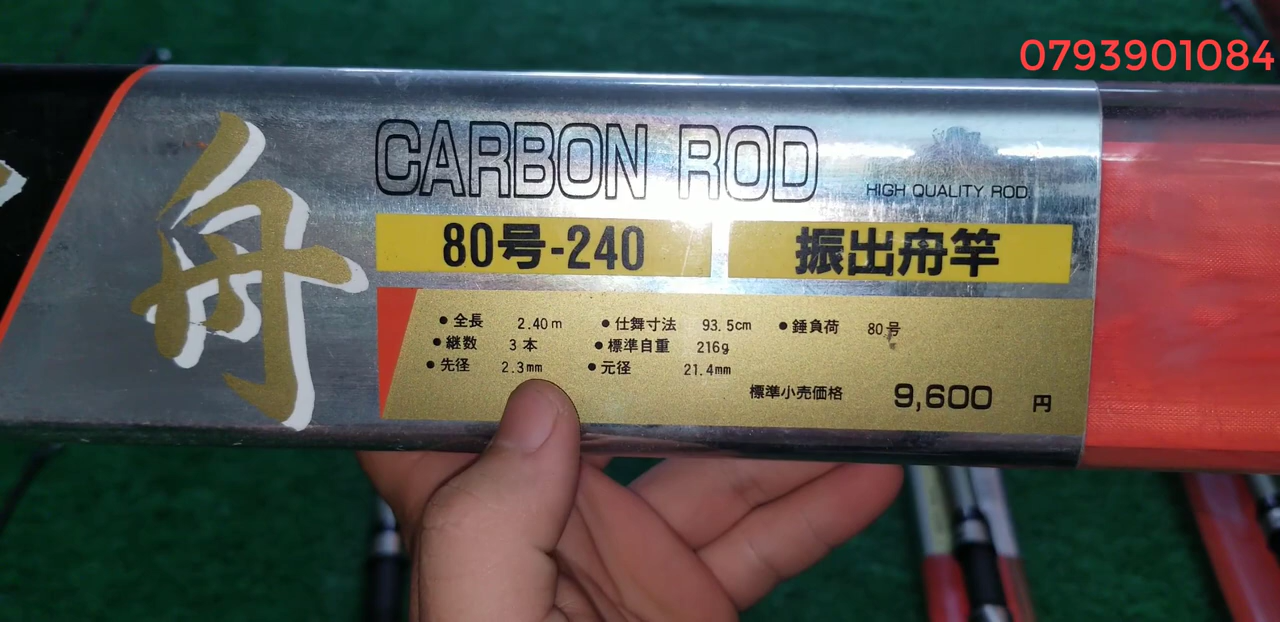 0793901084
舟
CARBON ROD
HIGH QUALITY ROD
80号-240
振出舟竿
● 全長 2.40m ● 仕舞寸法 93.5cm ● 錘負荷 80号
● 継数 3本 ● 標準自重 216g
● 先径 2.3mm ● 元径 21.4mm
標準小売価格 9,600 円